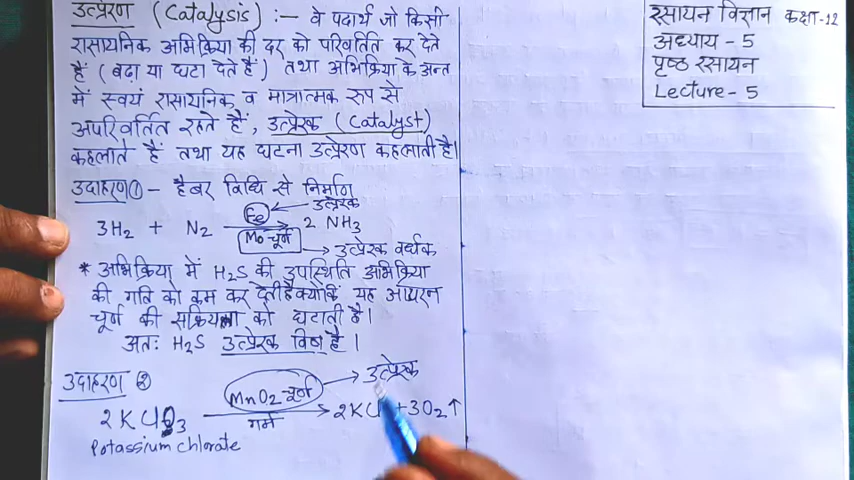 उत्प्रेरण (Catalysis) :- वे पदार्थ जो किसी
रासायनिक अभिक्रिया की दर को परिवर्तित कर देते
हैं (बढ़ा या घटा देते हैं) तथा अभिक्रिया के अन्त
में स्वयं रासायनिक व मात्रात्मक रुप से
अपरिवर्तित रहते हैं, उत्प्रेरक (Catalyst)
कहलाते हैं तथा यह घटना उत्प्रेरण कहलाती है।
उदाहरण① - हैबर विधि से निर्माण
Fe ← उत्प्रेरक
3H2 + N2 → 2 NH3
Mo चूर्ण → उत्प्रेरक वर्धक
* अभिक्रिया में H2S की उपस्थिति अभिक्रिया
की गति को कम कर देती है क्योंकि यह आयरन
चूर्ण की सक्रियता को घटाती है।
अतः H2S उत्प्रेरक विष है।
उदाहरण ②
MnO2 चूर्ण → उत्प्रेरक
2KClO3 → 2KCl + 3O2↑
गर्म
Potassium chlorate
रसायन विज्ञान कक्षा-12
अध्याय - 5
पृष्ठ रसायन
Lecture - 5